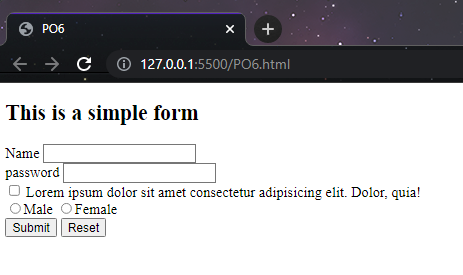 PO6
127.0.0.1:5500/PO6.html
This is a simple form
Name
password
Lorem ipsum dolor sit amet consectetur adipisicing elit. Dolor, quia!
Male Female
Submit Reset